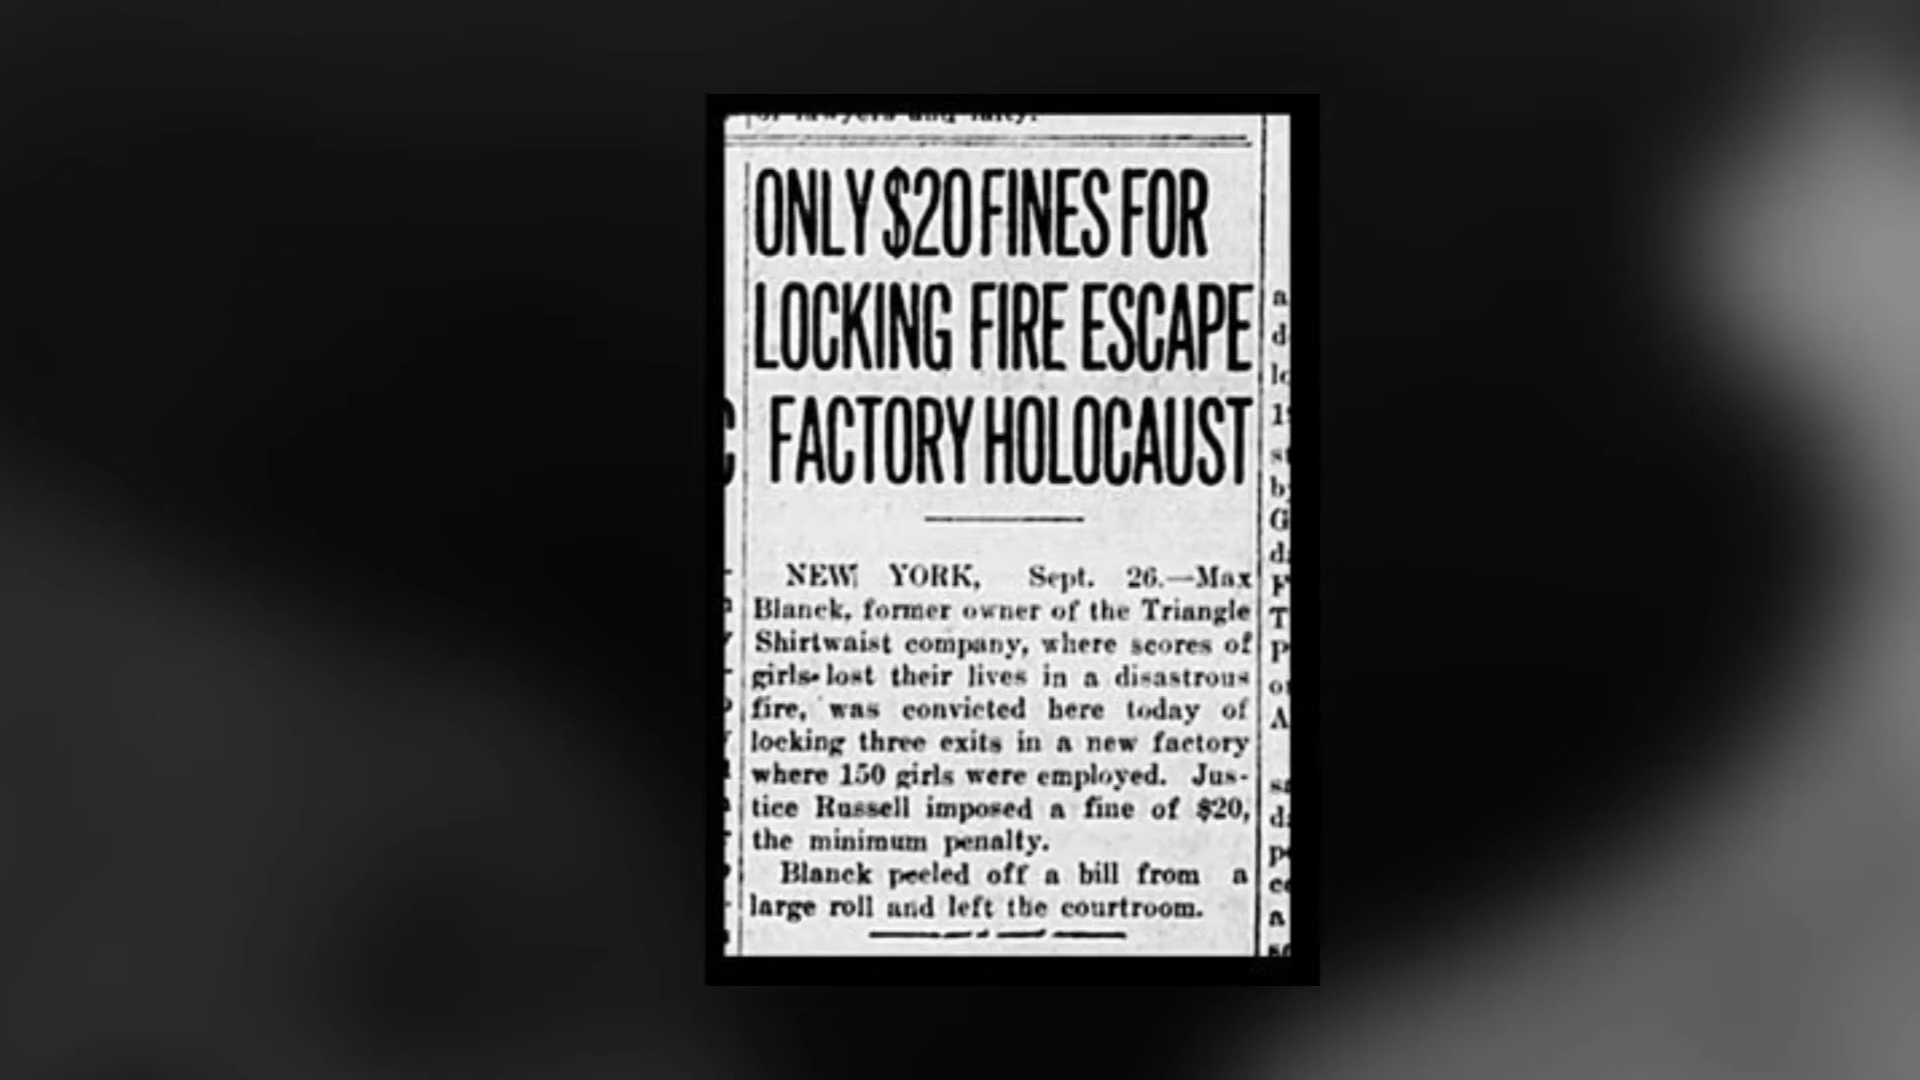 ONLY $20 FINES FOR
LOCKING FIRE ESCAPE
FACTORY HOLOCAUST
NEW YORK, Sept. 26.—Max
Blanck, former owner of the Triangle
Shirtwaist company, where scores of
girls lost their lives in a disastrous
fire, was convicted here today of
locking three exits in a new factory
where 150 girls were employed. Jus-
tice Russell imposed a fine of $20,
the minimum penalty.
Blanck peeled off a bill from a
large roll and left the courtroom.